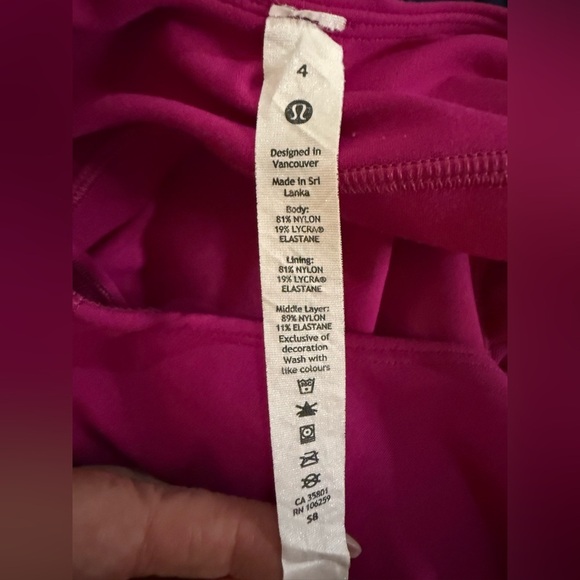 4
Designed in
Vancouver
Made in Sri
Lanka
Body:
81% NYLON
19% LYCRA®
ELASTANE
Lining:
81% NYLON
19% LYCRA®
ELASTANE
Middle Layer:
89% NYLON
11% ELASTANE
Exclusive of
decoration
Wash with
like colours
CA 35801
RN 106259
58